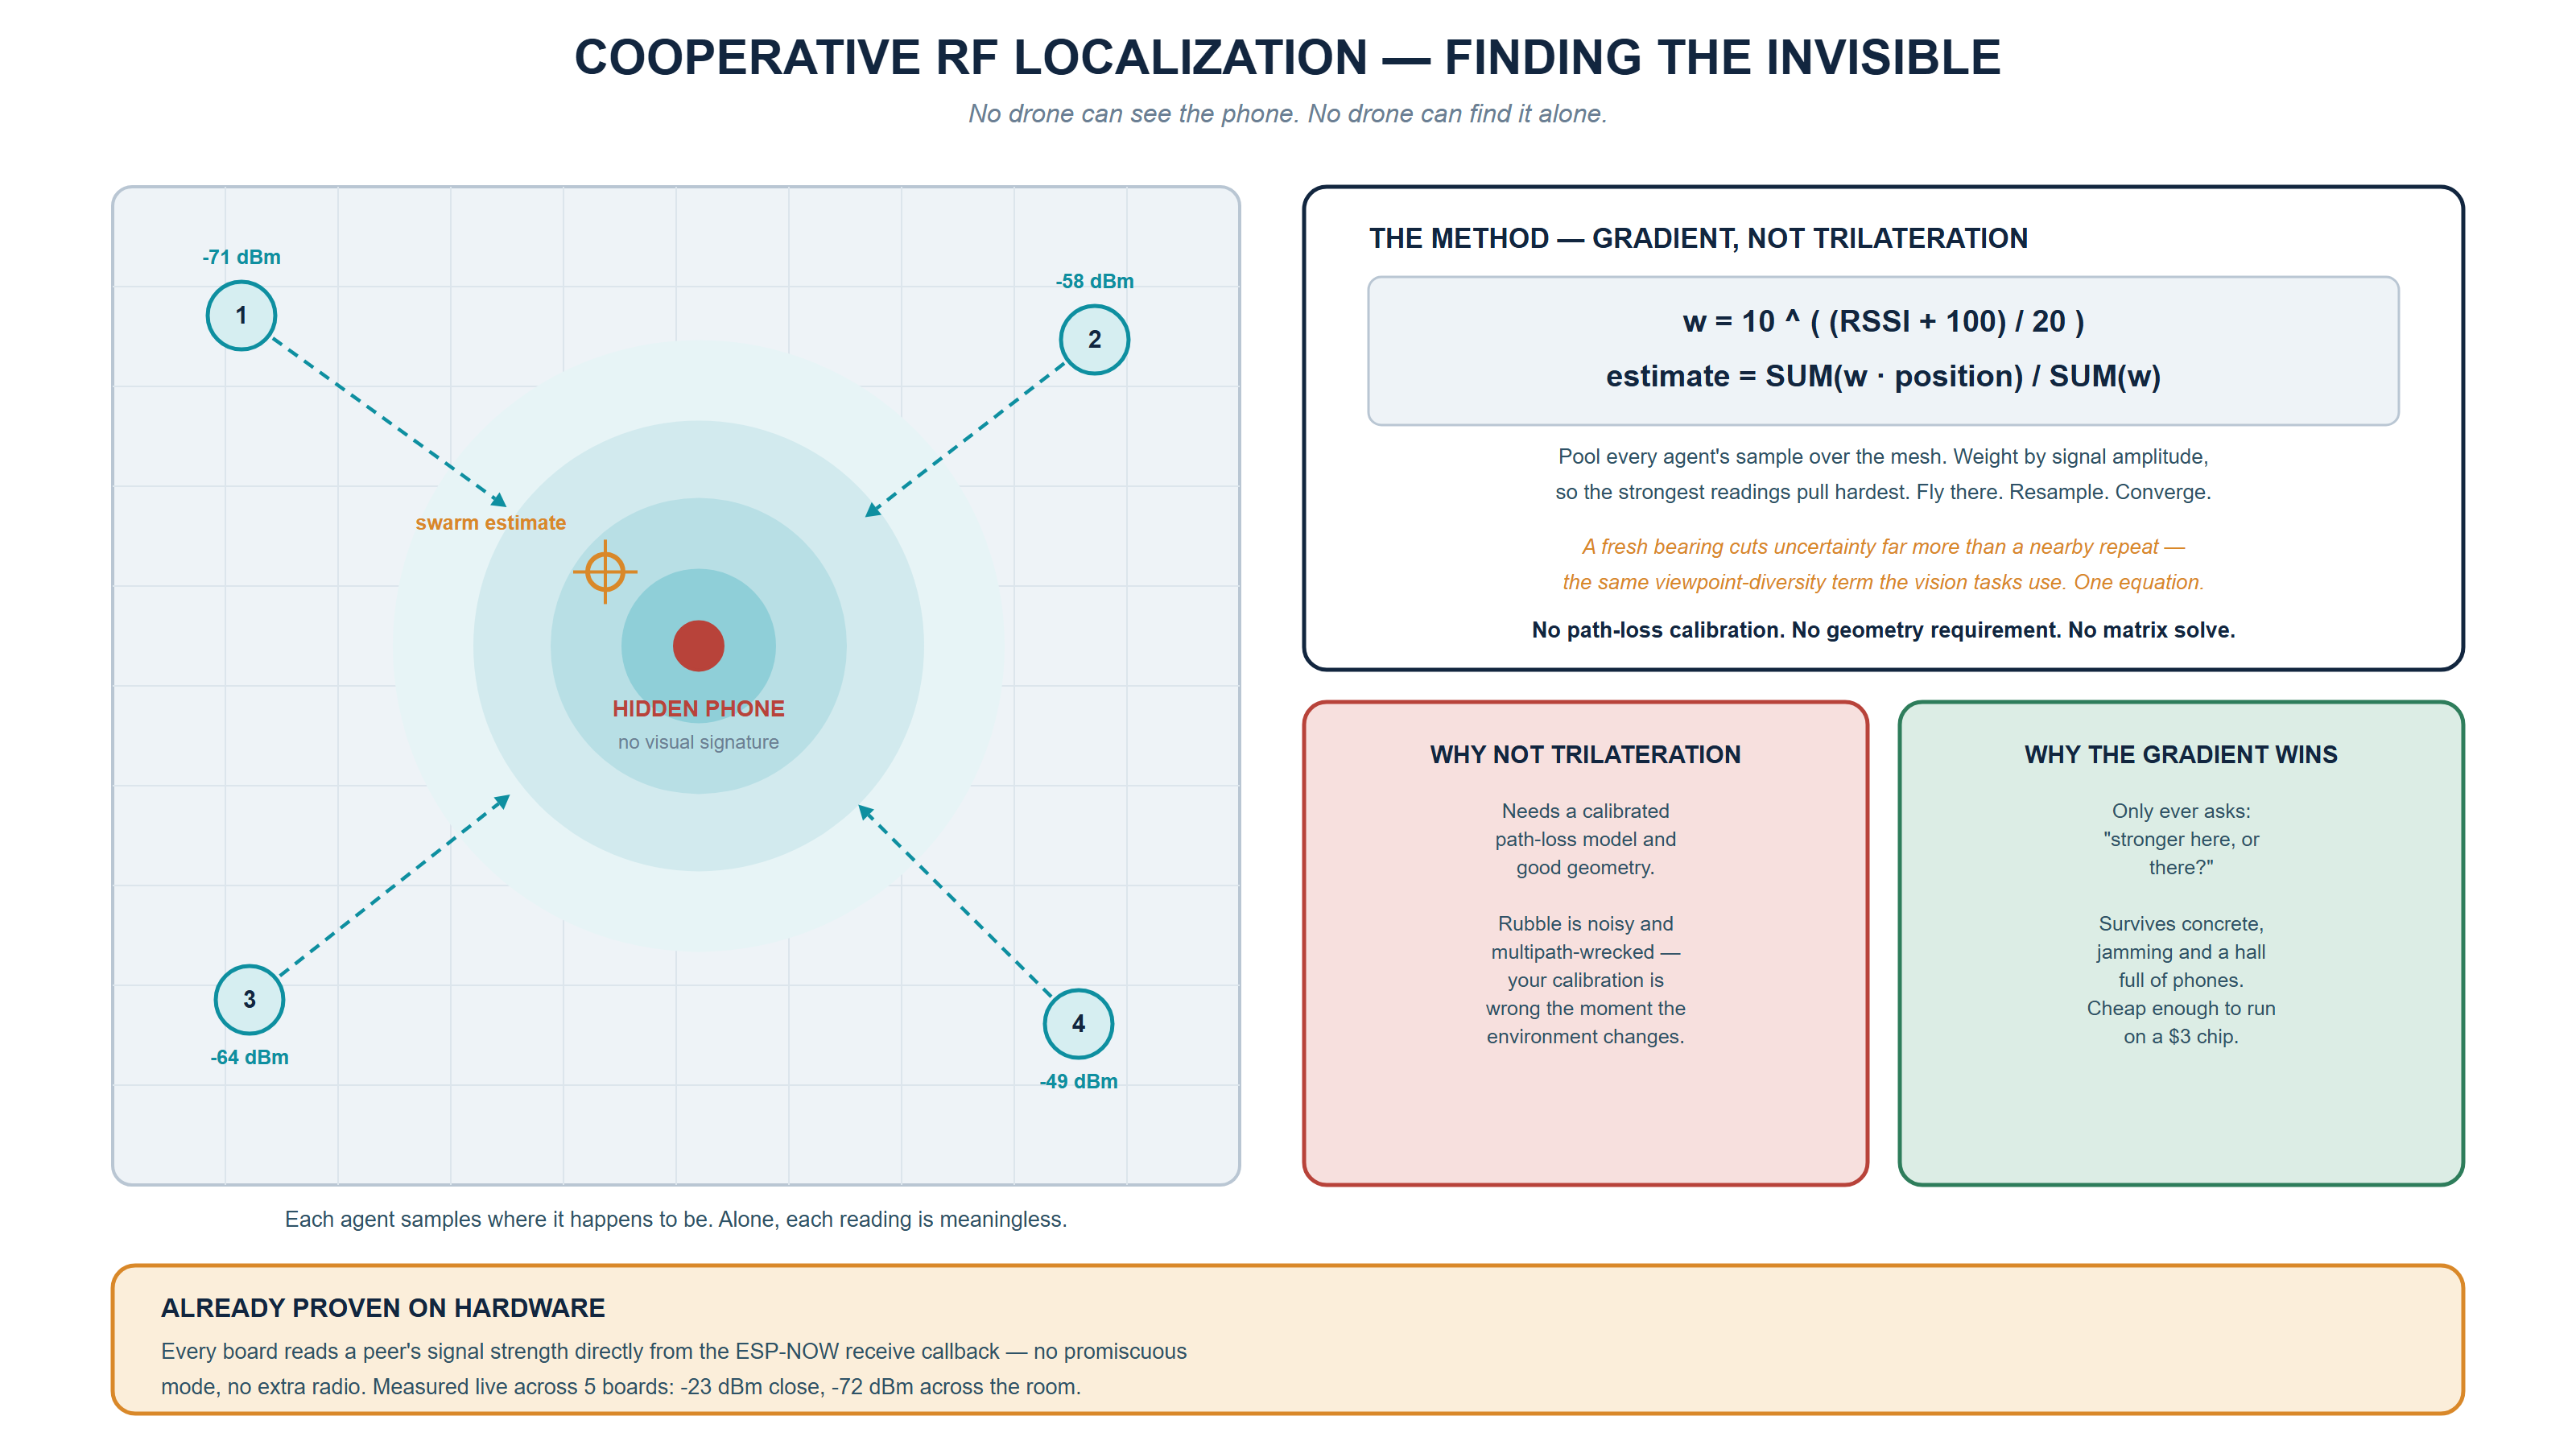 COOPERATIVE RF LOCALIZATION — FINDING THE INVISIBLE
No drone can see the phone. No drone can find it alone.
-71 dBm
1
-58 dBm
2
swarm estimate
HIDDEN PHONE
no visual signature
3
-64 dBm
4
-49 dBm
Each agent samples where it happens to be. Alone, each reading is meaningless.
THE METHOD — GRADIENT, NOT TRILATERATION
w = 10 ^ ( (RSSI + 100) / 20 )
estimate = SUM(w · position) / SUM(w)
Pool every agent's sample over the mesh. Weight by signal amplitude,
so the strongest readings pull hardest. Fly there. Resample. Converge.
A fresh bearing cuts uncertainty far more than a nearby repeat —
the same viewpoint-diversity term the vision tasks use. One equation.
No path-loss calibration. No geometry requirement. No matrix solve.
WHY NOT TRILATERATION
Needs a calibrated
path-loss model and
good geometry.
Rubble is noisy and
multipath-wrecked —
your calibration is
wrong the moment the
environment changes.
WHY THE GRADIENT WINS
Only ever asks:
"stronger here, or
there?"
Survives concrete,
jamming and a hall
full of phones.
Cheap enough to run
on a $3 chip.
ALREADY PROVEN ON HARDWARE
Every board reads a peer's signal strength directly from the ESP-NOW receive callback — no promiscuous
mode, no extra radio. Measured live across 5 boards: -23 dBm close, -72 dBm across the room.